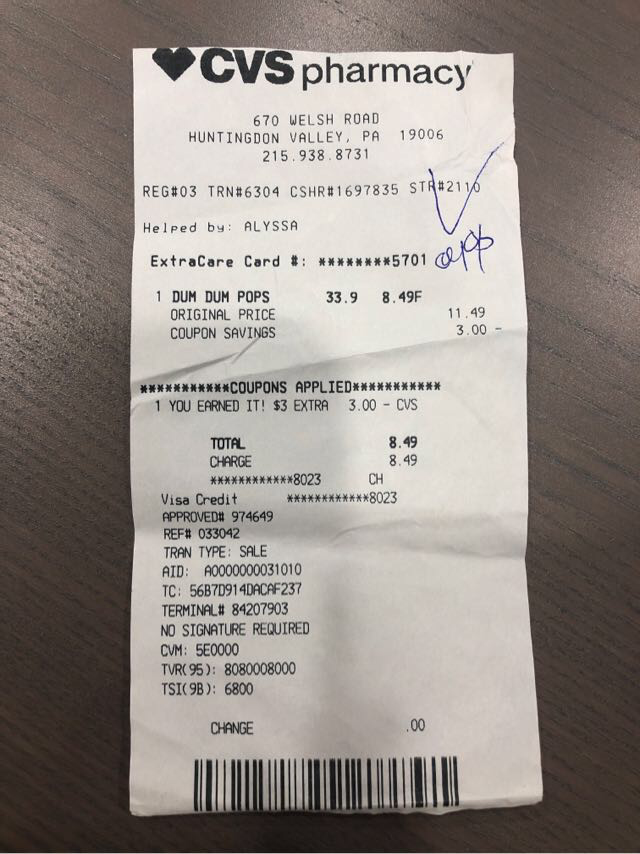 CVS pharmacy
670 WELSH ROAD
HUNTINGDON VALLEY, PA 19006
215.938.8731
REG#03 TRN#6304 CSHR#1697835 STR#2110
Helped by: ALYSSA
ExtraCare Card #: ********5701
app
1 DUM DUM POPS 33.9 8.49F
ORIGINAL PRICE 11.49
COUPON SAVINGS 3.00 -
***********COUPONS APPLIED***********
1 YOU EARNED IT! $3 EXTRA 3.00 - CVS
TOTAL 8.49
CHARGE 8.49
************8023 CH
Visa Credit ************8023
APPROVED# 974649
REF# 033042
TRAN TYPE: SALE
AID: A0000000031010
TC: 56B7D914DACAF237
TERMINAL# 84207903
NO SIGNATURE REQUIRED
CVM: 5E0000
TVR(95): 8080008000
TSI(9B): 6800
CHANGE .00